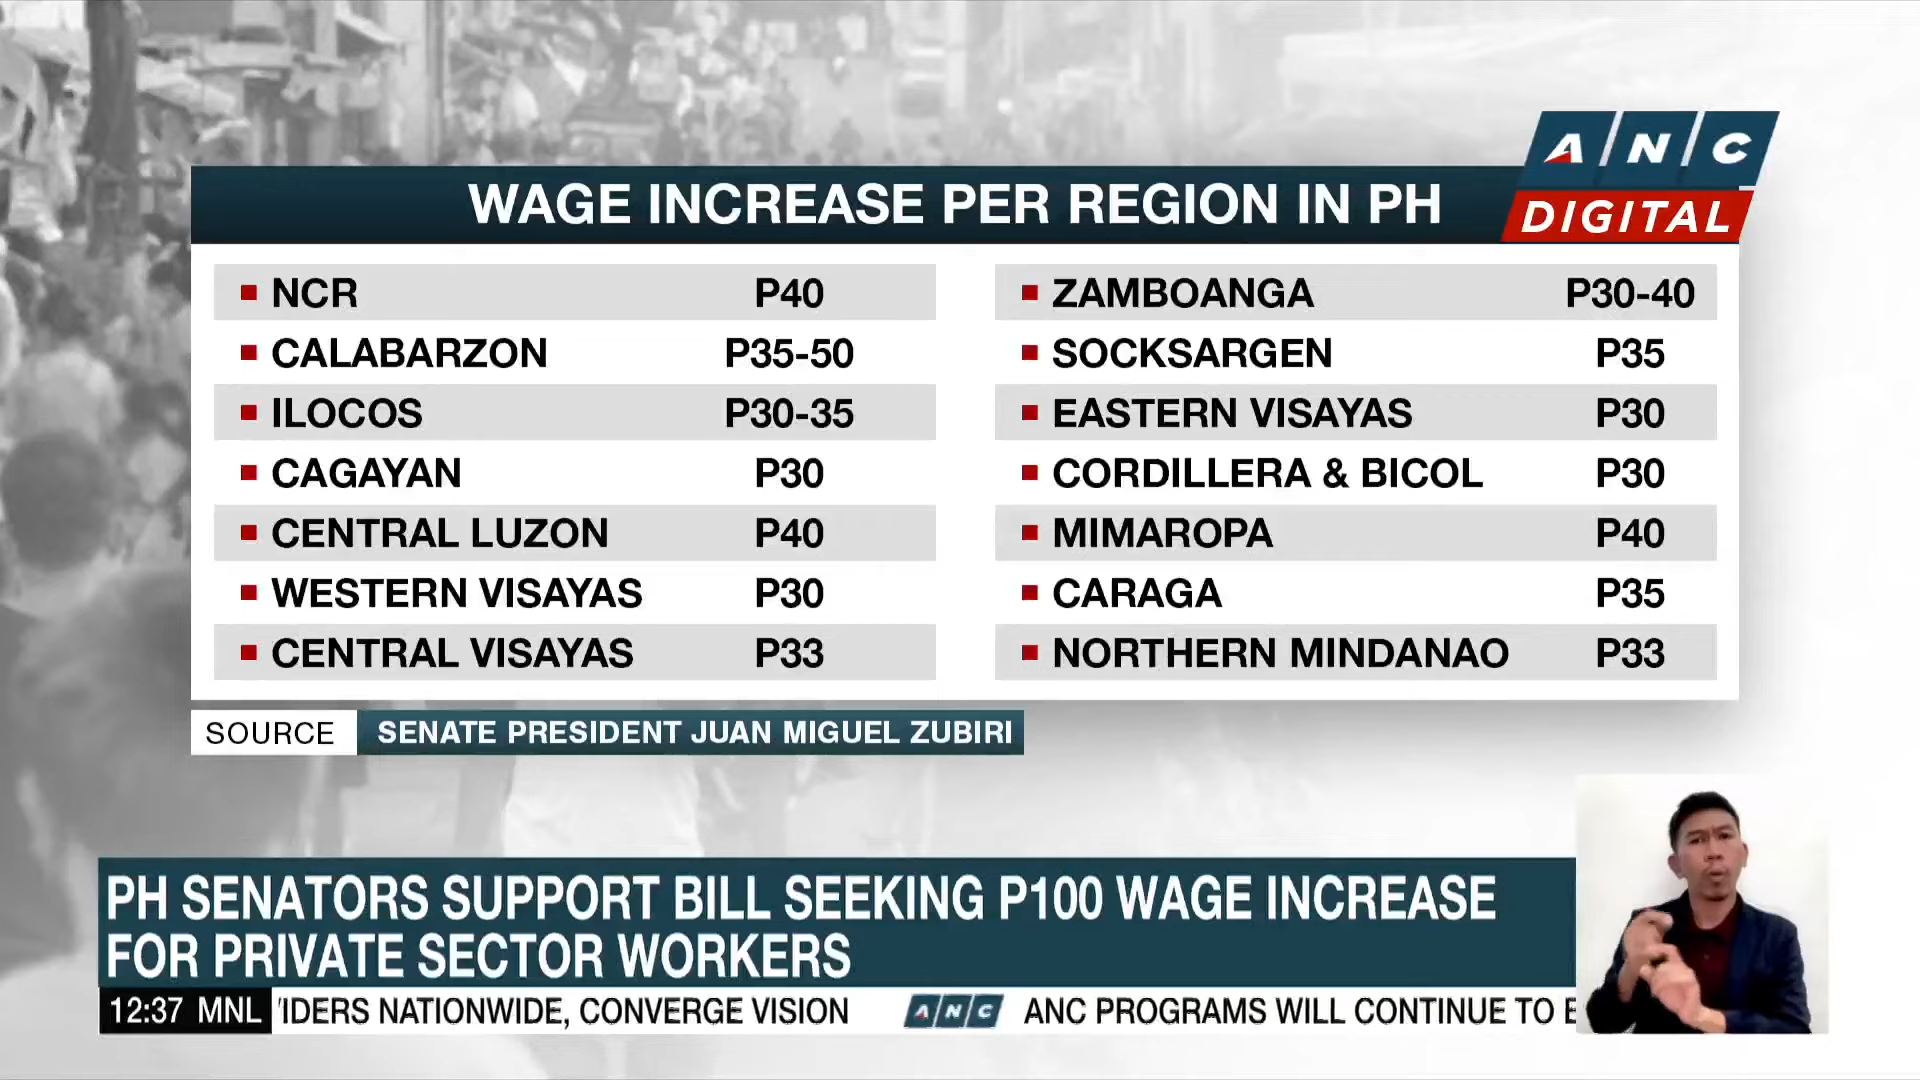 ANC
DIGITAL
WAGE INCREASE PER REGION IN PH
NCR P40
CALABARZON P35-50
ILOCOS P30-35
CAGAYAN P30
CENTRAL LUZON P40
WESTERN VISAYAS P30
CENTRAL VISAYAS P33
ZAMBOANGA P30-40
SOCKSARGEN P35
EASTERN VISAYAS P30
CORDILLERA & BICOL P30
MIMAROPA P40
CARAGA P35
NORTHERN MINDANAO P33
SOURCE SENATE PRESIDENT JUAN MIGUEL ZUBIRI
PH SENATORS SUPPORT BILL SEEKING P100 WAGE INCREASE
FOR PRIVATE SECTOR WORKERS
12:37 MNL IDERS NATIONWIDE, CONVERGE VISION ANC ANC PROGRAMS WILL CONTINUE TO